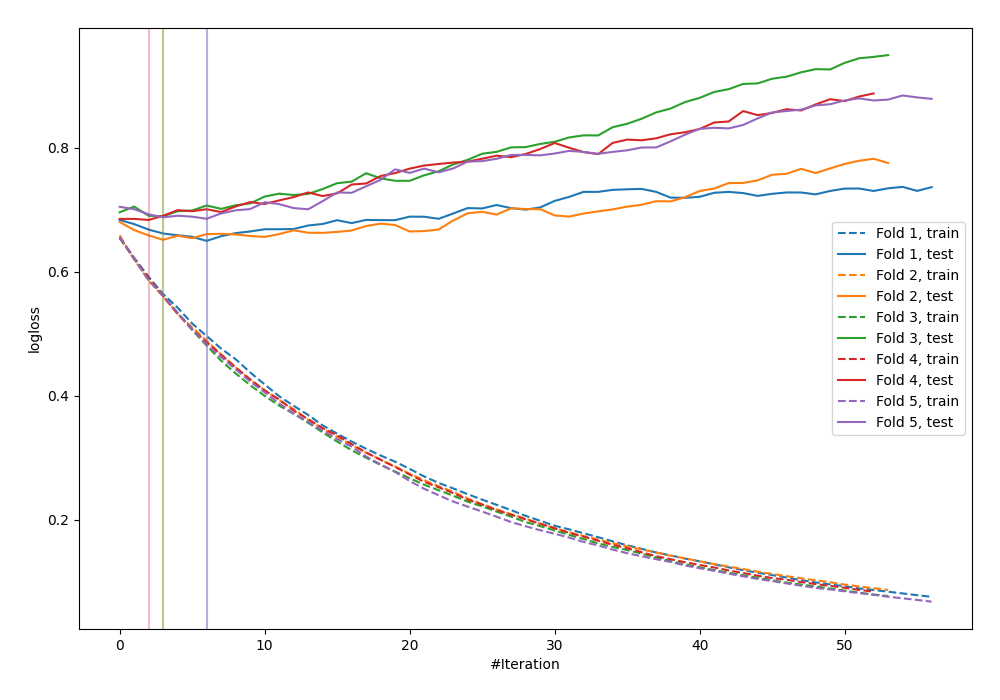 0.8
0.6
0.4
0.2
logloss
0
10
20
30
40
50
#Iteration
Fold 1, train
Fold 1, test
Fold 2, train
Fold 2, test
Fold 3, train
Fold 3, test
Fold 4, train
Fold 4, test
Fold 5, train
Fold 5, test